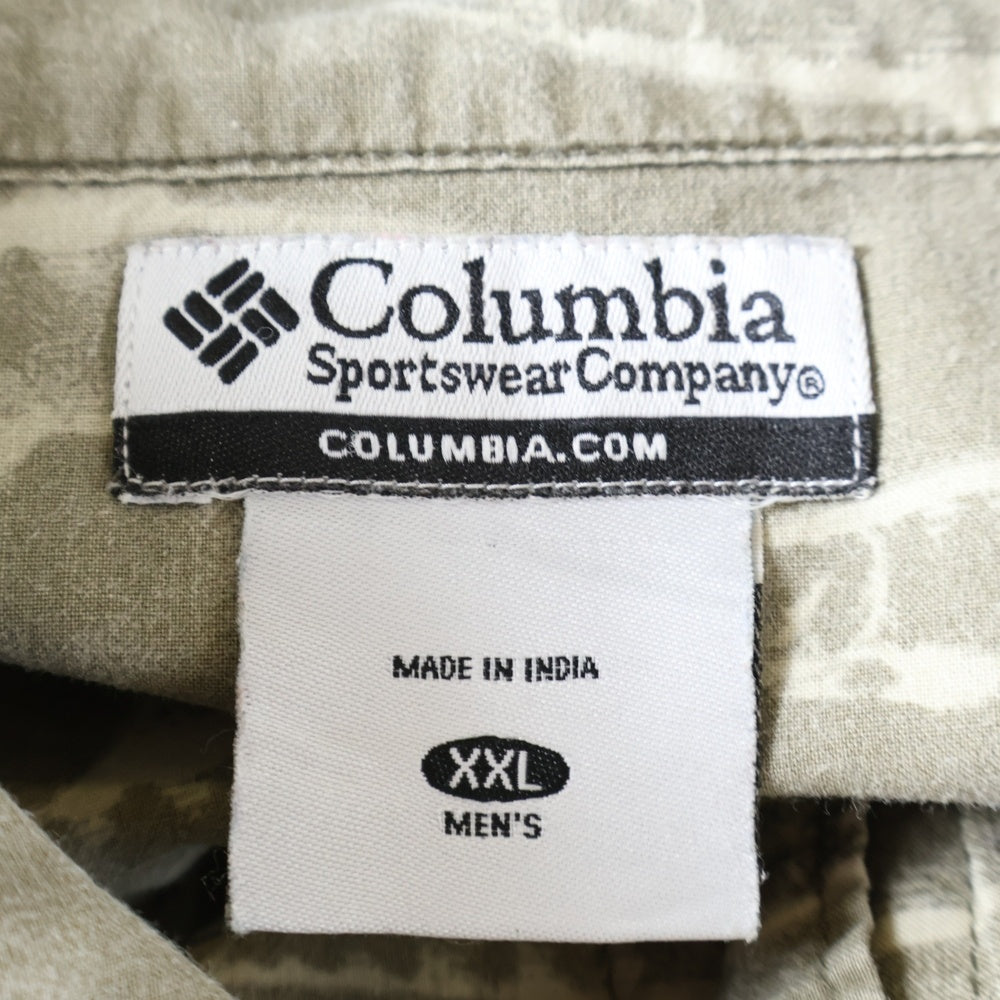 Columbia
Sportswear Company®
COLUMBIA.COM
MADE IN INDIA
XXL
MEN'S